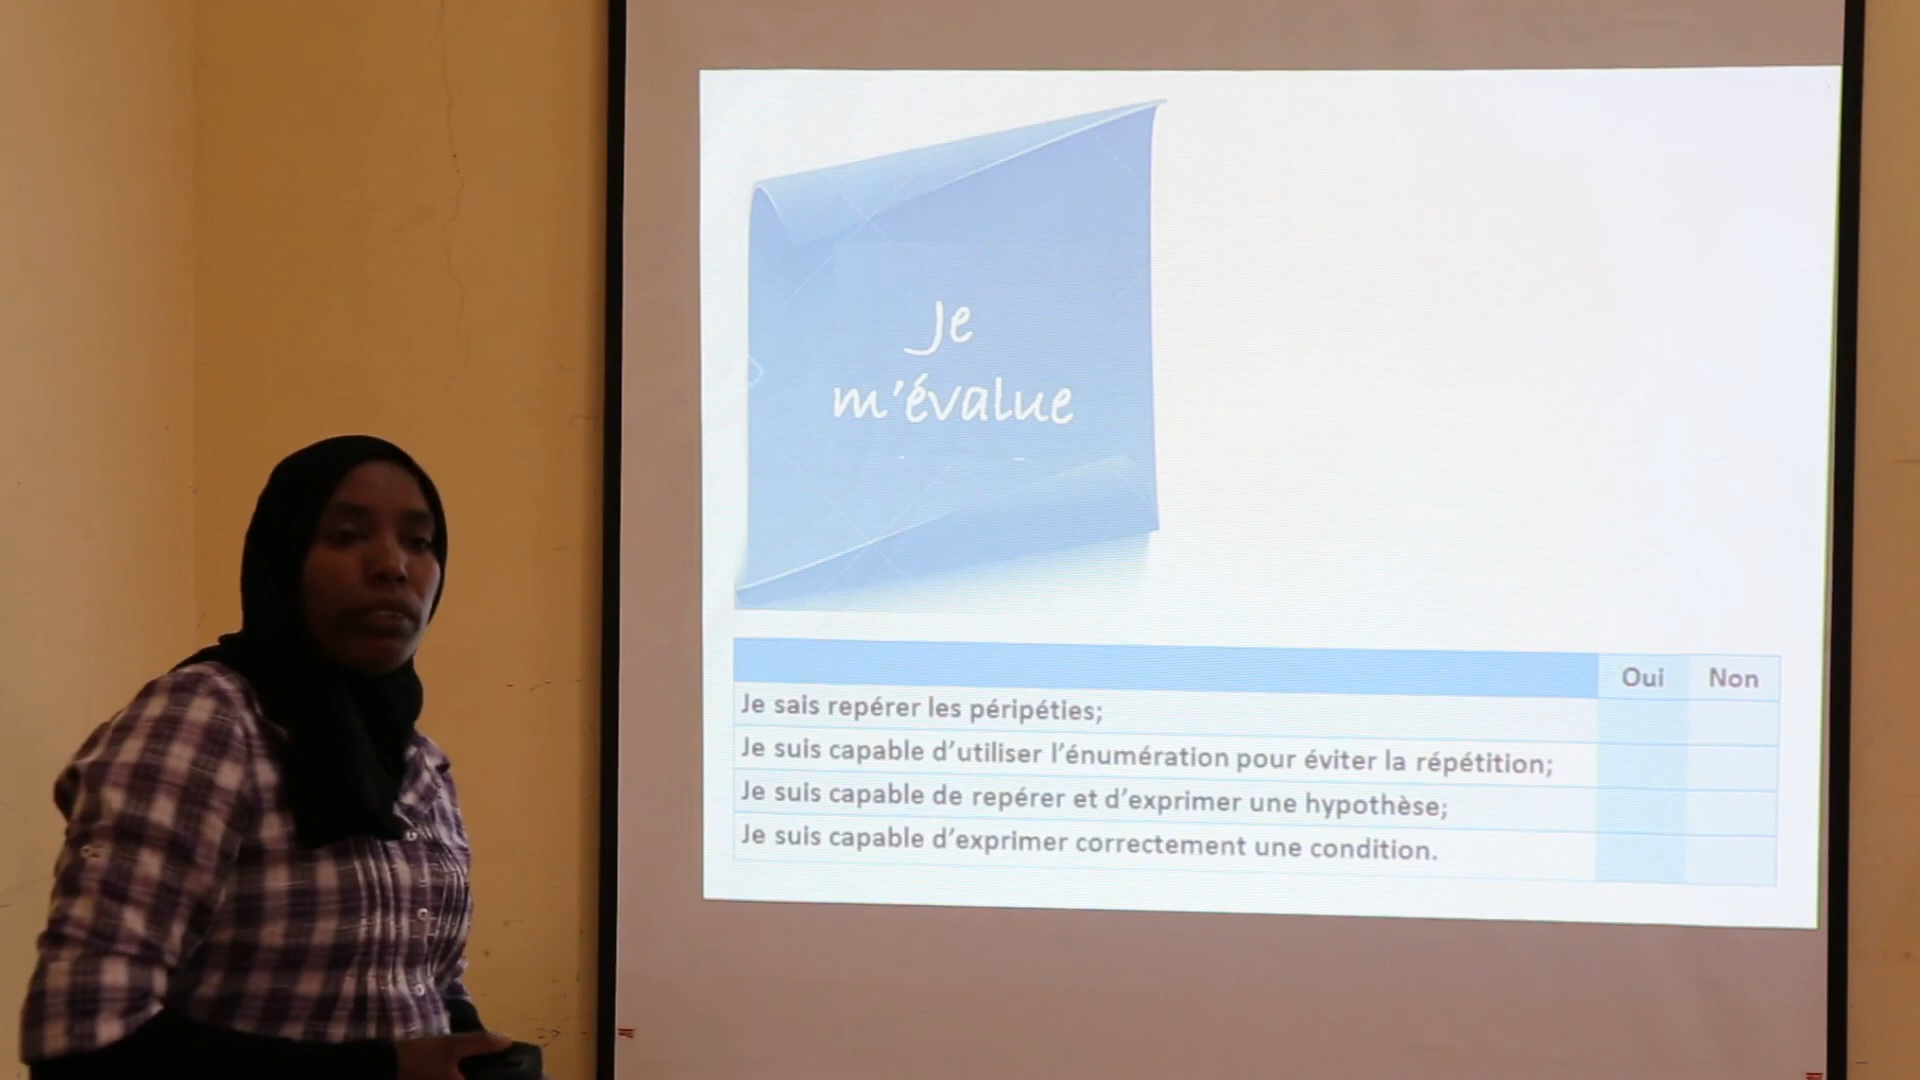 Je
m'évalue
Oui Non
Je sais repérer les péripéties;
Je suis capable d'utiliser l'énumération pour éviter la répétition;
Je suis capable de repérer et d'exprimer une hypothèse;
Je suis capable d'exprimer correctement une condition.